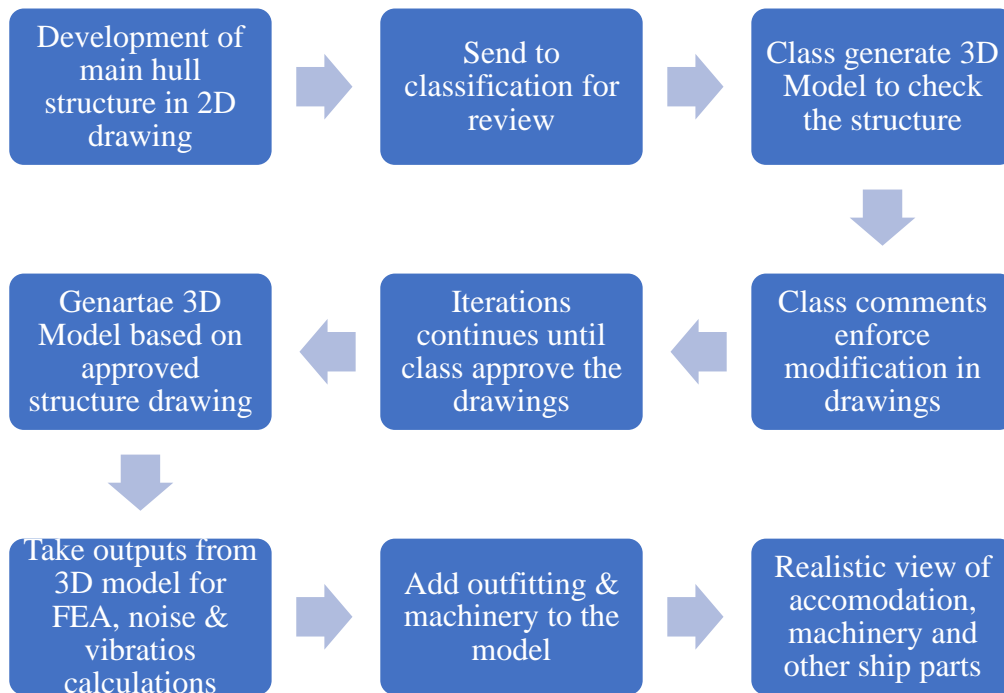 Development of
main hull
structure in 2D
drawing
Send to
classification for
review
Class generate 3D
Model to check
the structure
Class comments
enforce
modification in
drawings
Iterations
continues until
class approve the
drawings
Genartae 3D
Model based on
approved
structure drawing
Take outputs from
3D model for
FEA, noise &
vibratios
calculations
Add outfitting &
machinery to the
model
Realistic view of
accomodation,
machinery and
other ship parts